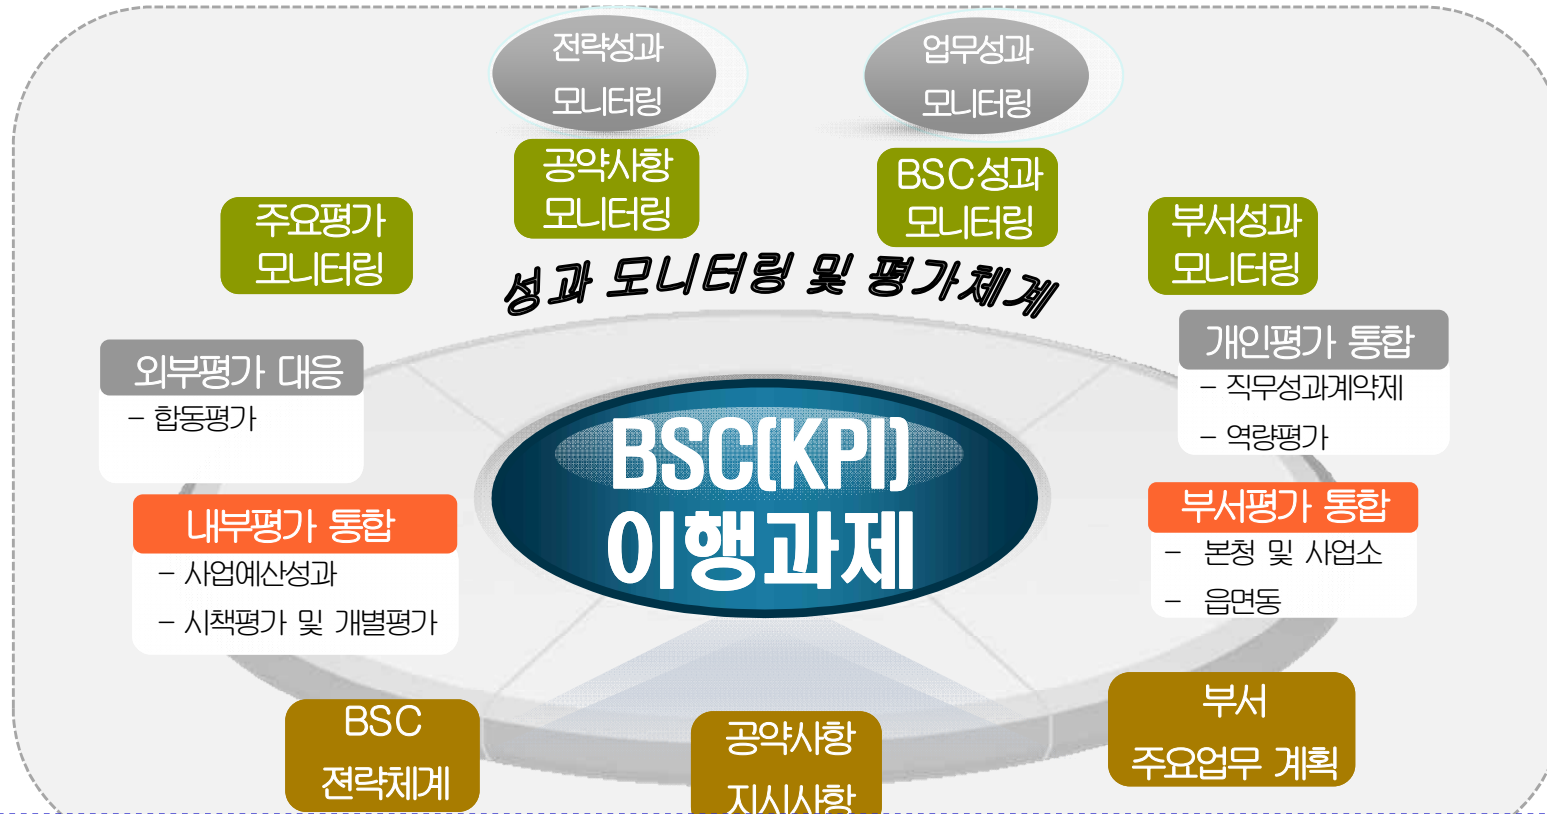 전략성과
모니터링
업무성과
모니터링
공약사항
모니터링
BSC성과
모니터링
주요평가
모니터링
부서성과
모니터링
성과 모니터링 및 평가체계
외부평가 대응
- 합동평가
개인평가 통합
- 직무성과계약제
- 역량평가
BSC(KPI)
이행과제
내부평가 통합
- 사업예산성과
- 시책평가 및 개별평가
부서평가 통합
- 본청 및 사업소
- 읍면동
BSC
전략체계
공약사항
지시사항
부서
주요업무 계획